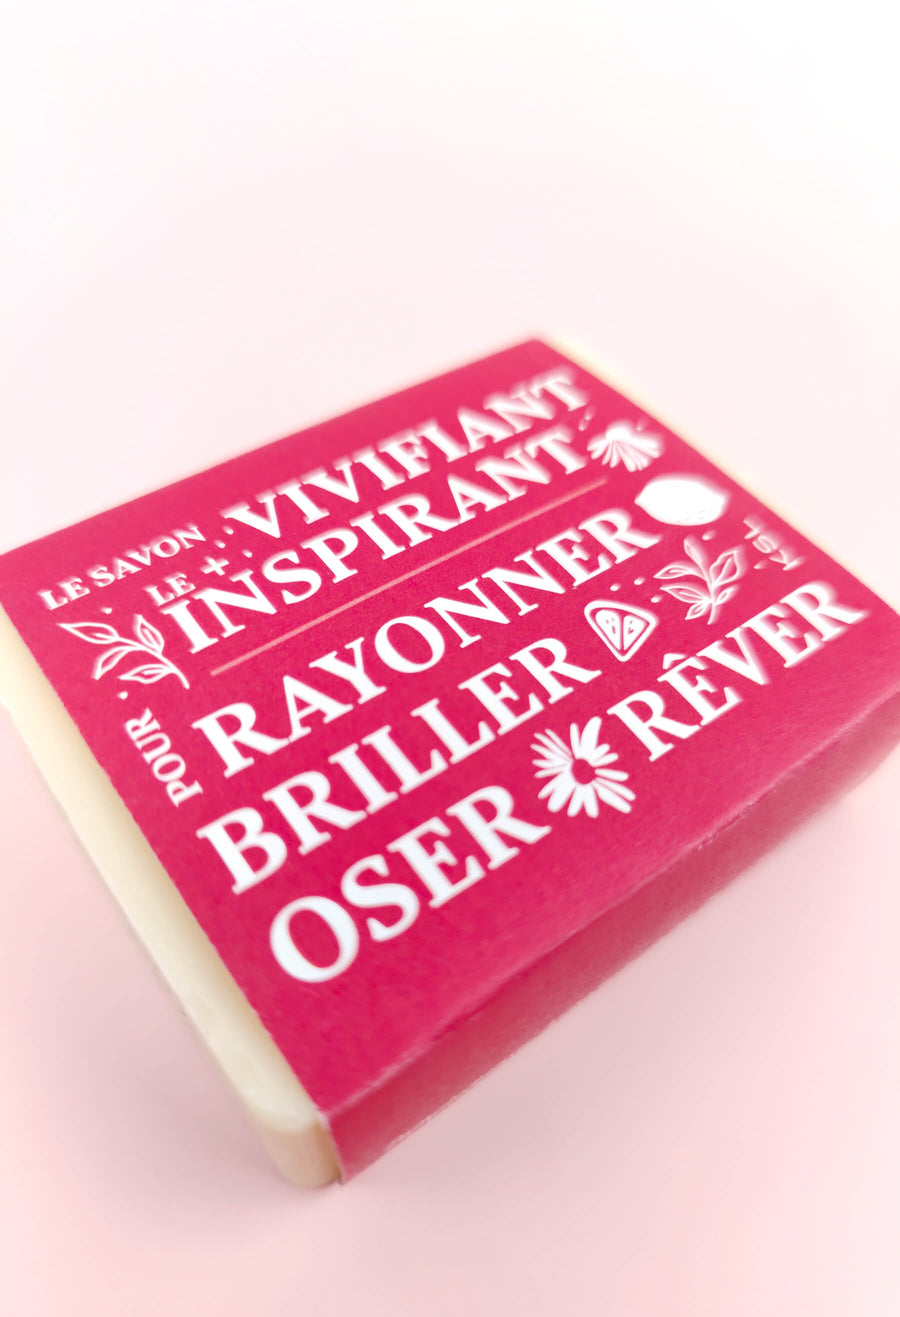 LE SAVON
LE + VIVIFIANT
INSPIRANT
POUR
RAYONNER
BRILLER
OSER RÊVER